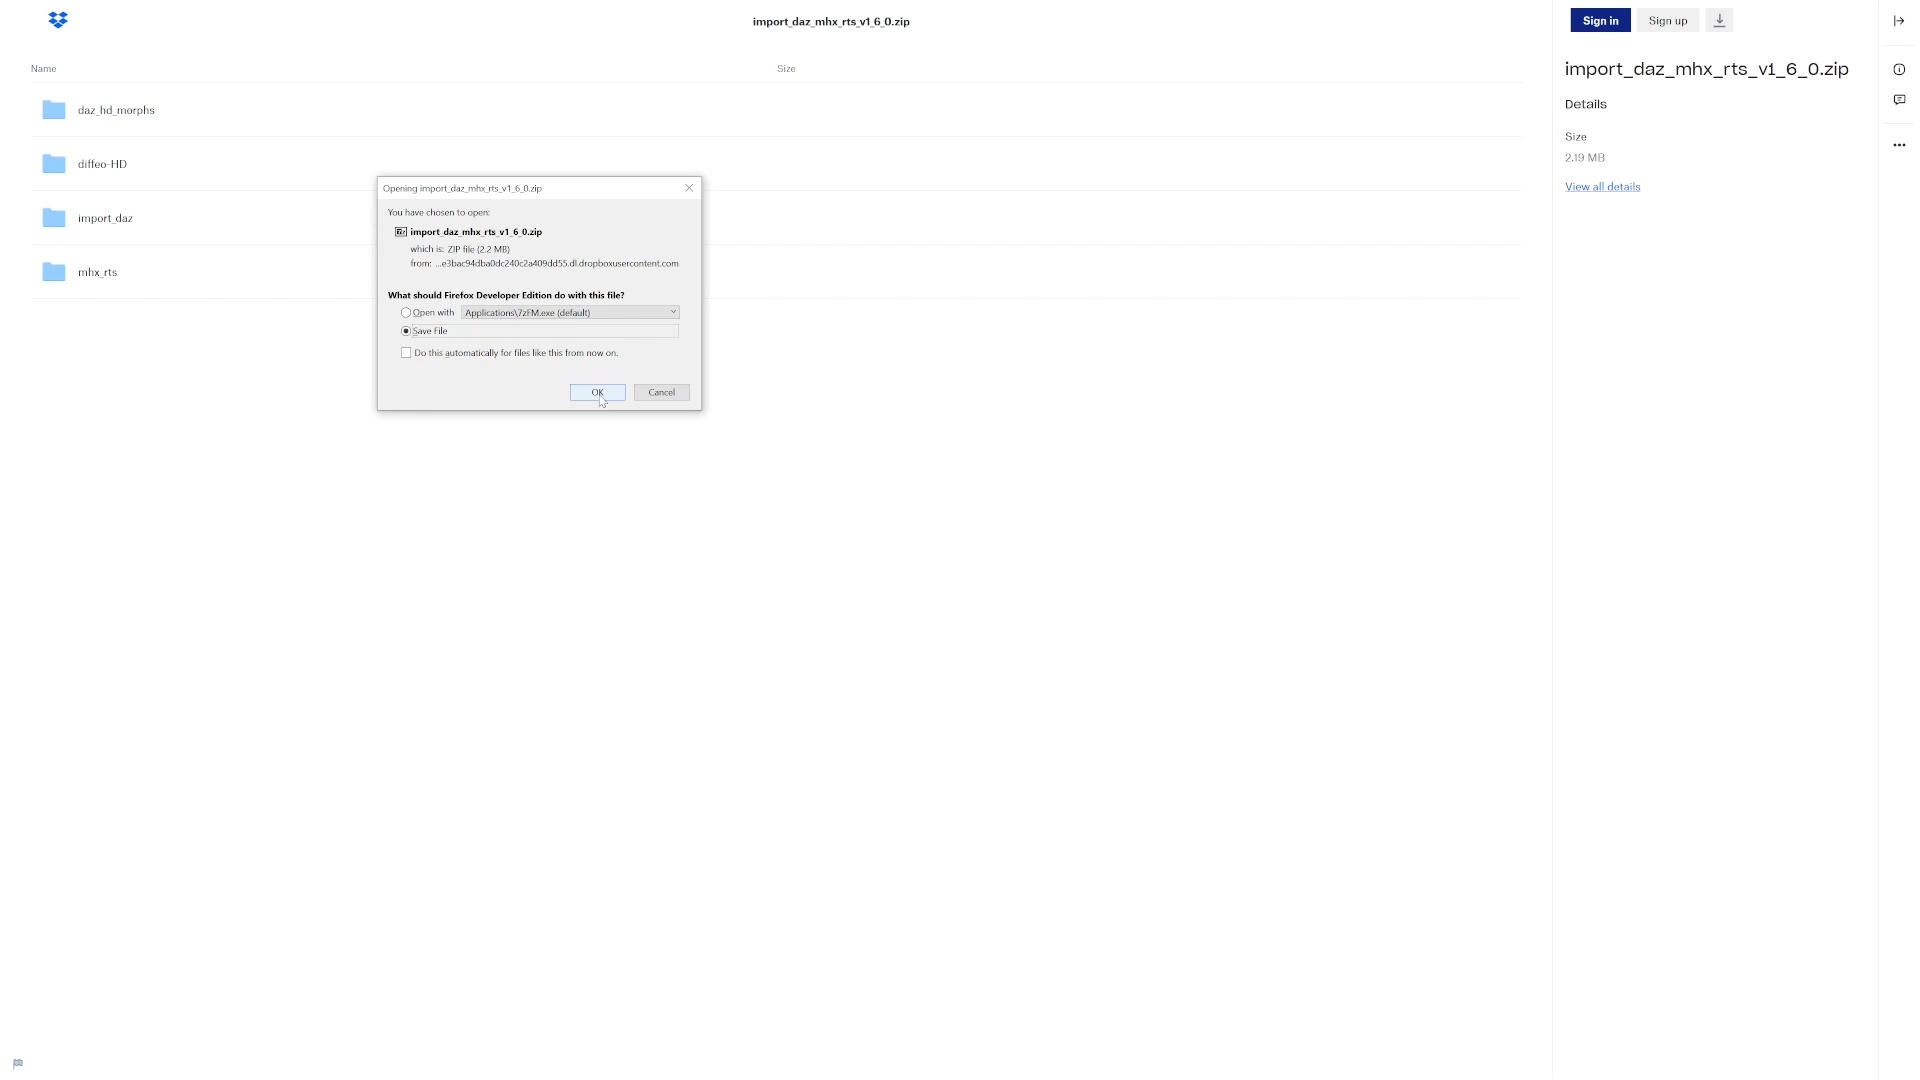 import_daz_mhx_rts_v1_6_0.zip
Sign in
Sign up
Name
Size
import_daz_mhx_rts_v1_6_0.zip
daz_hd_morphs
Details
Size
2.19 MB
View all details
diffeo-HD
import_daz
mhx_rts
Opening import_daz_mhx_rts_v1_6_0.zip
You have chosen to open:
import_daz_mhx_rts_v1_6_0.zip
which is: ZIP file (2.2 MB)
from: ...e3bac94dba0dc240c2a409dd55.dl.dropboxusercontent.com
What should Firefox Developer Edition do with this file?
Open with Applications\7zFM.exe (default)
Save File
Do this automatically for files like this from now on.
OK
Cancel